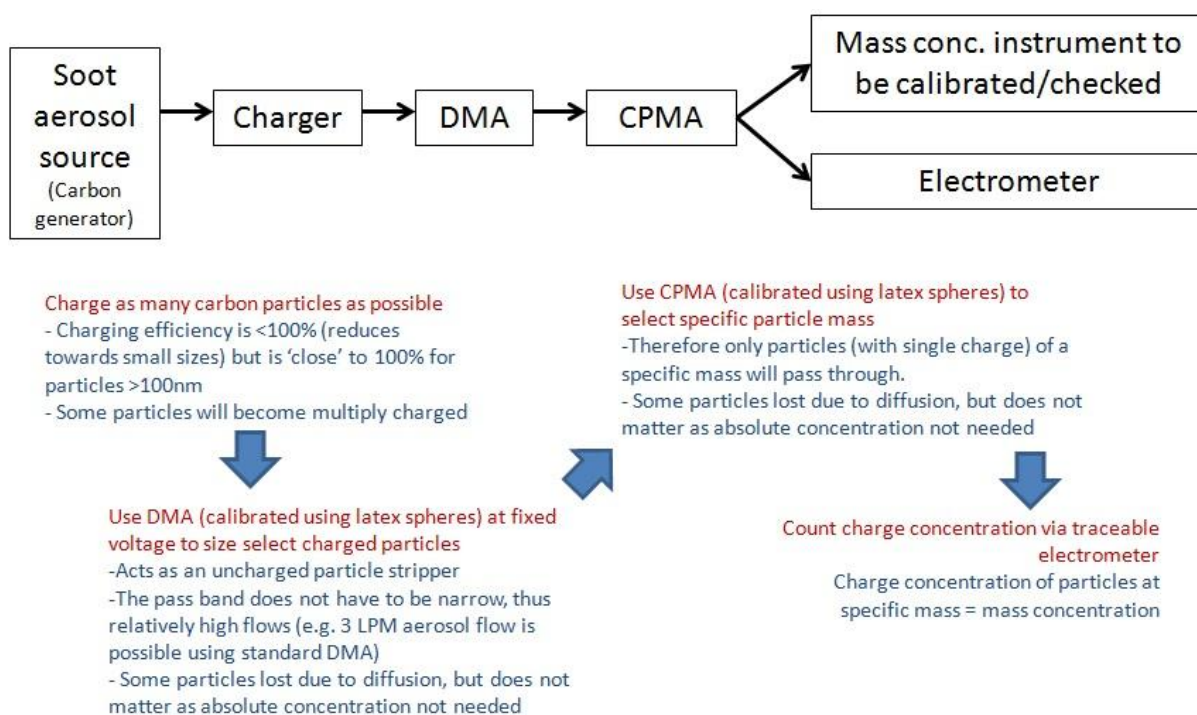 Soot
aerosol
source
(Carbon
generator)
Charger
DMA
CPMA
Mass conc. instrument to
be calibrated/checked
Electrometer
Charge as many carbon particles as possible
- Charging efficiency is <100% (reduces
towards small sizes) but is ‘close’ to 100% for
particles >100nm
- Some particles will become multiply charged
Use DMA (calibrated using latex spheres) at fixed
voltage to size select charged particles
-Acts as an uncharged particle stripper
-The pass band does not have to be narrow, thus
relatively high flows (e.g. 3 LPM aerosol flow is
possible using standard DMA)
- Some particles lost due to diffusion, but does not
matter as absolute concentration not needed
Use CPMA (calibrated using latex spheres) to
select specific particle mass
-Therefore only particles (with single charge) of a
specific mass will pass through.
- Some particles lost due to diffusion, but does not
matter as absolute concentration not needed
Count charge concentration via traceable
electrometer
Charge concentration of particles at
specific mass = mass concentration